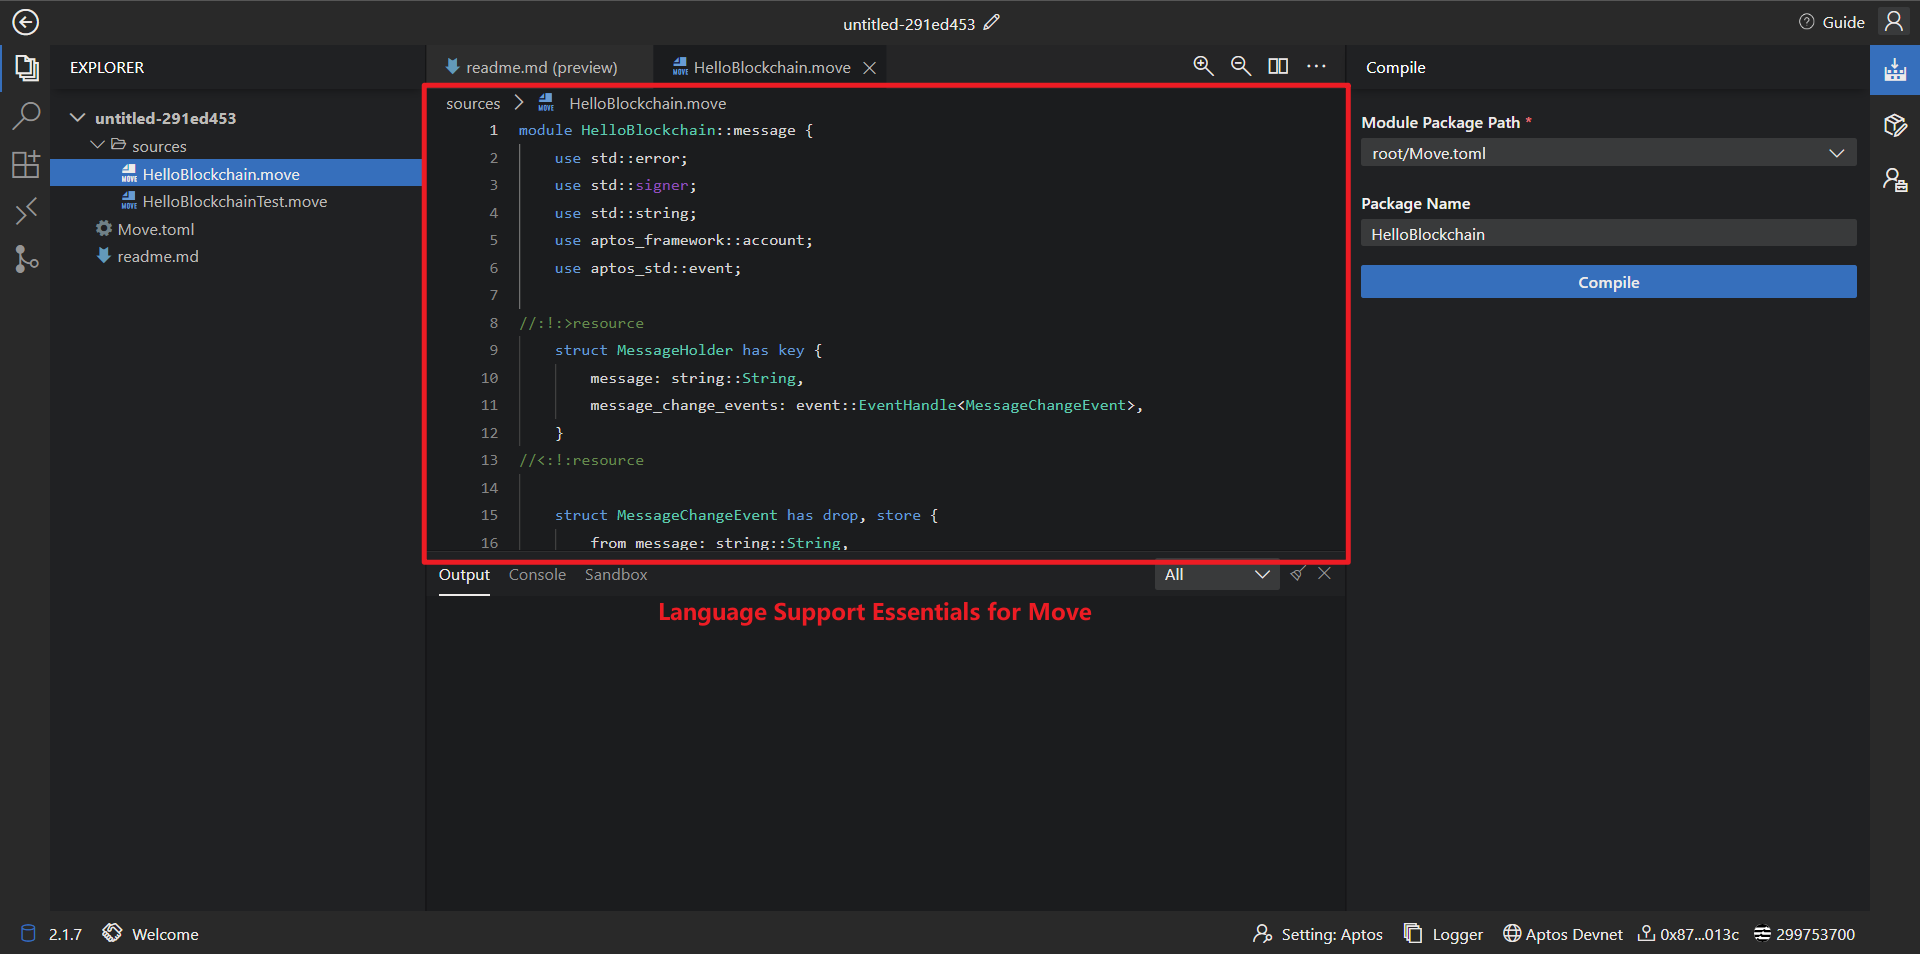 untitled-291ed453
Guide
EXPLORER
untitled-291ed453
sources
HelloBlockchain.move
HelloBlockchainTest.move
Move.toml
readme.md
readme.md (preview)
HelloBlockchain.move
sources > HelloBlockchain.move
1 module HelloBlockchain::message {
2 use std::error;
3 use std::signer;
4 use std::string;
5 use aptos_framework::account;
6 use aptos_std::event;
7
8 //:!:>resource
9 struct MessageHolder has key {
10 message: string::String,
11 message_change_events: event::EventHandle<MessageChangeEvent>,
12 }
13 //<:!:resource
14
15 struct MessageChangeEvent has drop, store {
16 from_message: string::String,
Output Console Sandbox
All
Language Support Essentials for Move
Compile
Module Package Path *
root/Move.toml
Package Name
HelloBlockchain
Compile
2.1.7 Welcome
Setting: Aptos Logger Aptos Devnet 0x87...013c 299753700